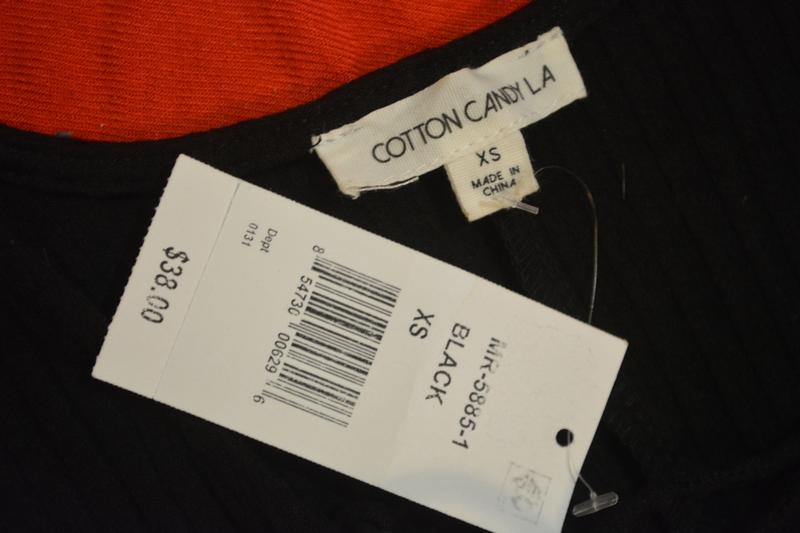 COTTON CANDY LA
XS
MADE IN
CHINA
MR-5885-1
BLACK
XS
8 54730 00629 6
Dept
0131
$38.00